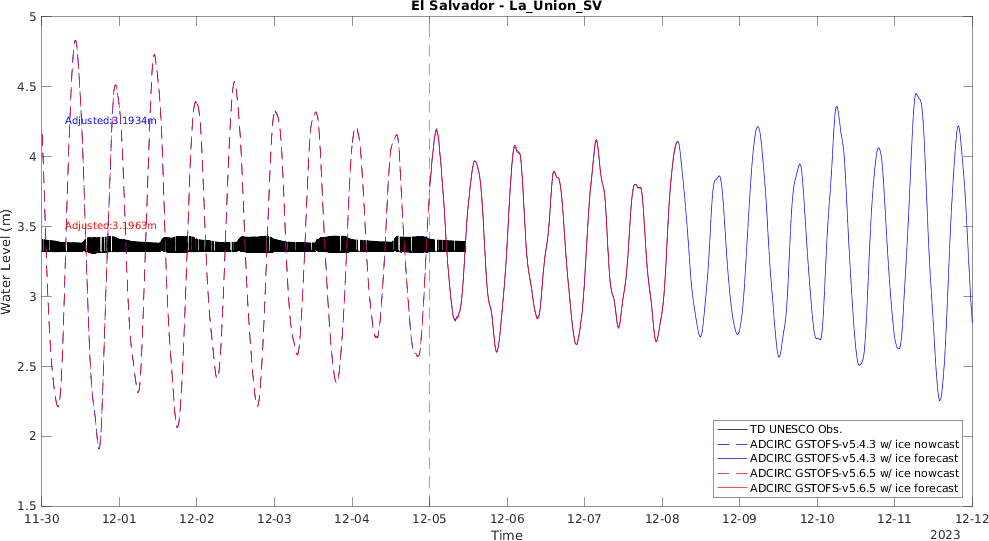 El Salvador - La_Union_SV
5
4.5
4
3.5
3
2.5
2
1.5
Water Level (m)
Adjusted:3.1934m
Adjusted:3.1963m
TD UNESCO Obs.
ADCIRC GSTOFS-v5.4.3 w/ ice nowcast
ADCIRC GSTOFS-v5.4.3 w/ ice forecast
ADCIRC GSTOFS-v5.6.5 w/ ice nowcast
ADCIRC GSTOFS-v5.6.5 w/ ice forecast
11-30 12-01 12-02 12-03 12-04 12-05 12-06 12-07 12-08 12-09 12-10 12-11 12-12
Time
2023